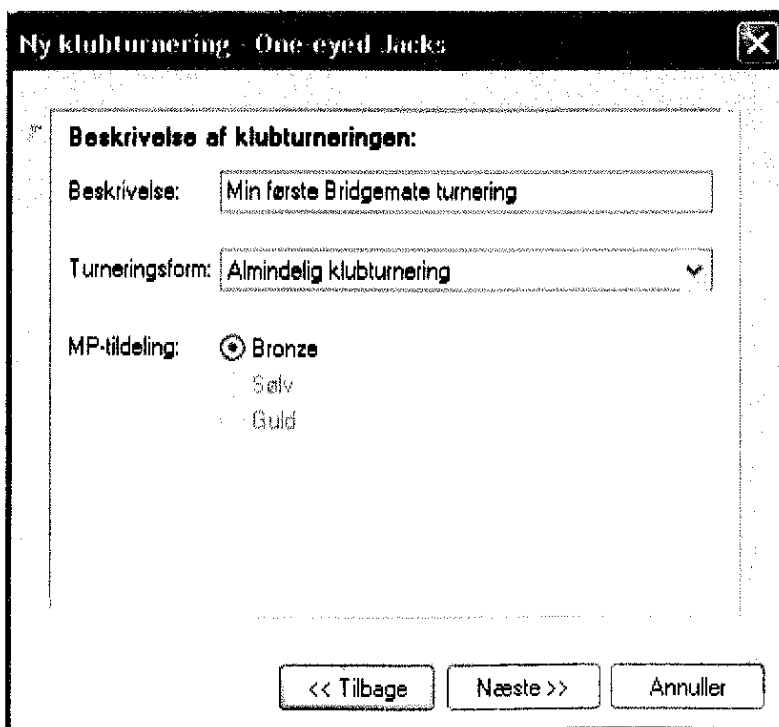 Ny klubturnering - One-eyed Jacks
Beskrivelse af klubturneringen:
Beskrivelse: Min første Bridgemate turnering
Turneringsform: Almindelig klubturnering
MP-tildeling: Bronze
Sølv
Guld
<< Tilbage Næste >> Annuller